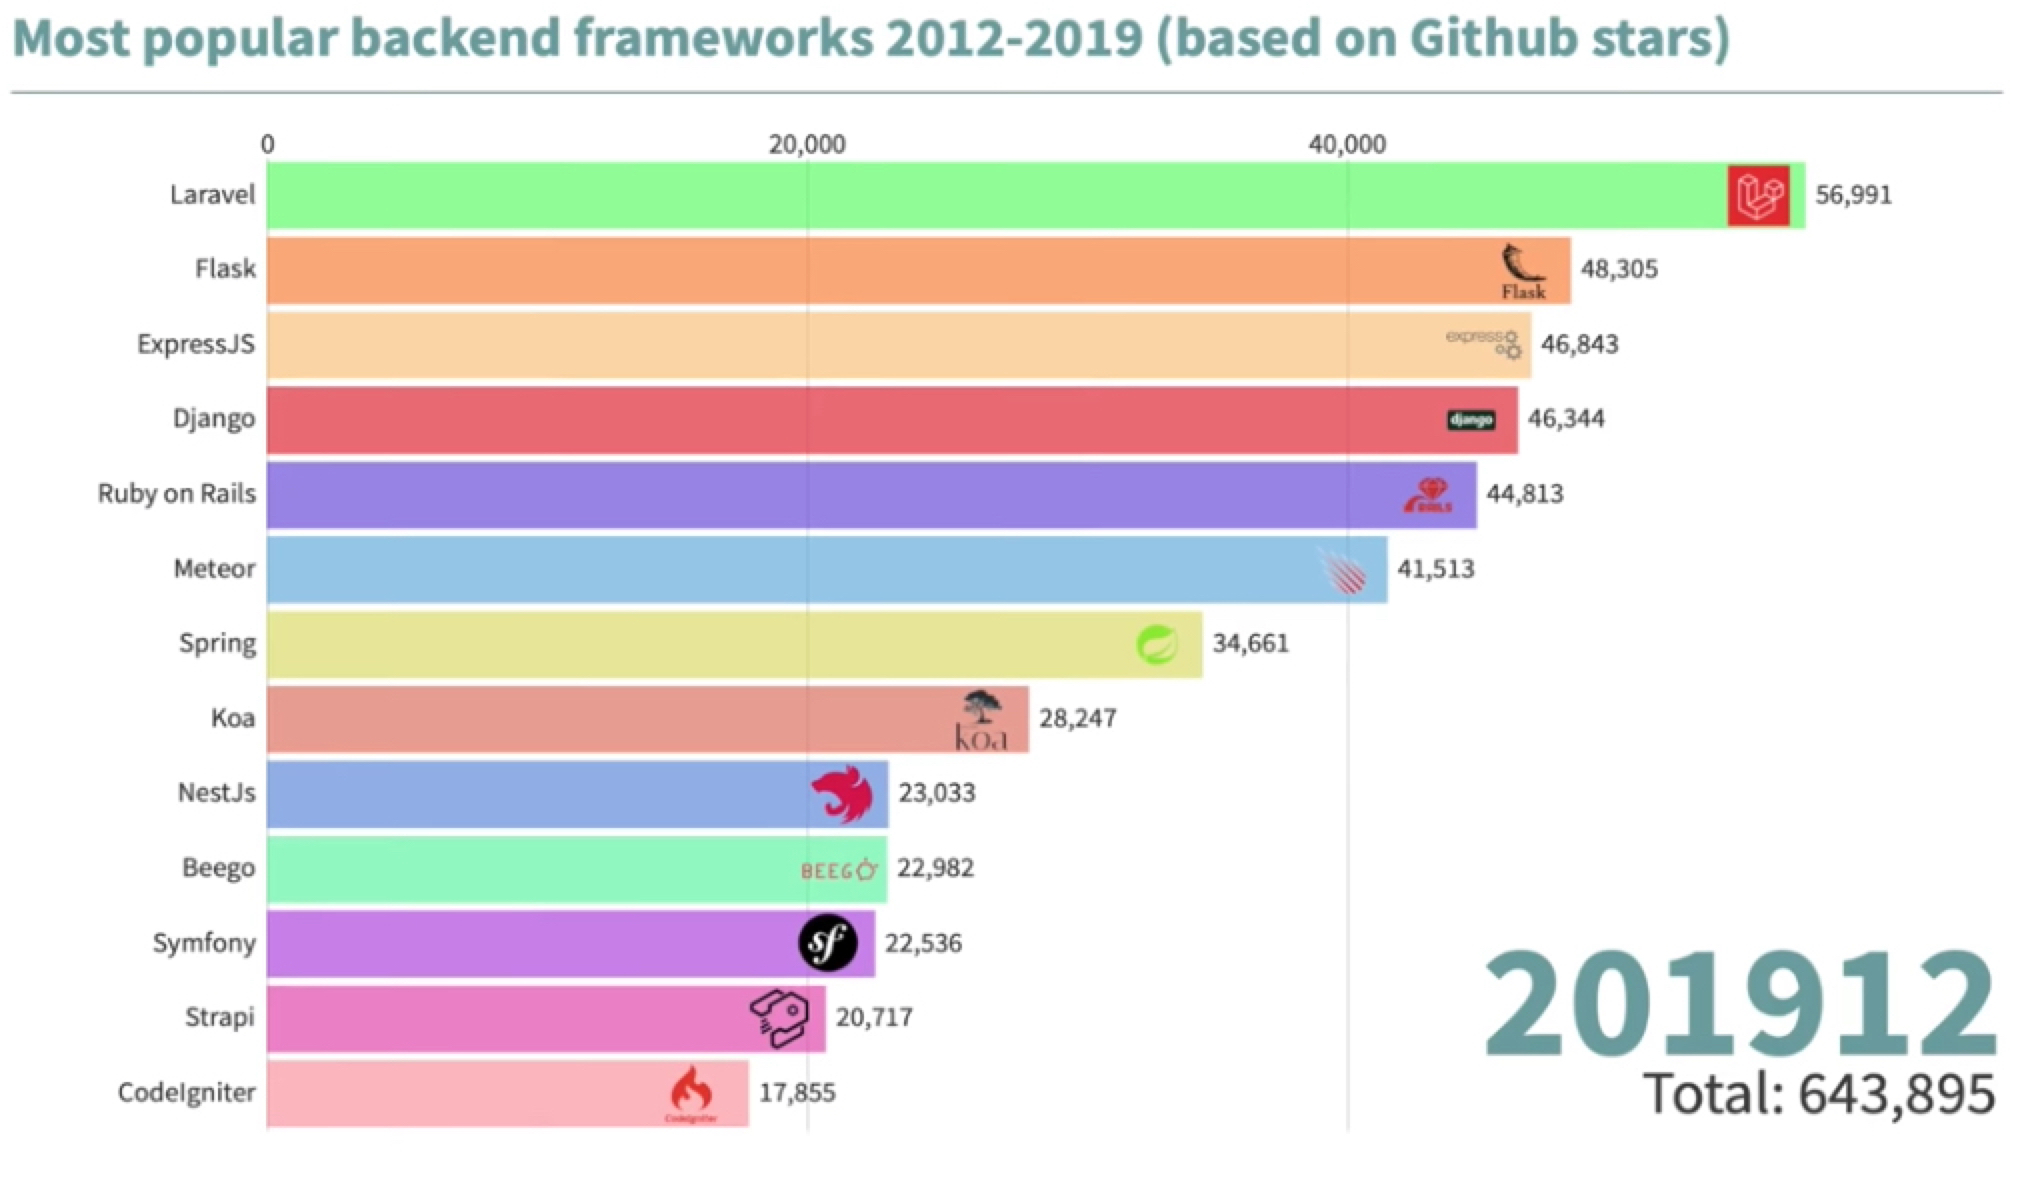 Most popular backend frameworks 2012-2019 (based on Github stars)
0 20,000 40,000
Laravel 56,991
Flask Flask 48,305
ExpressJS express 46,843
Django django 46,344
Ruby on Rails RAILS 44,813
Meteor 41,513
Spring 34,661
Koa koa 28,247
NestJs 23,033
Beego BEEGO 22,982
Symfony sf 22,536
Strapi 20,717
CodeIgniter CodeIgniter 17,855
201912
Total: 643,895